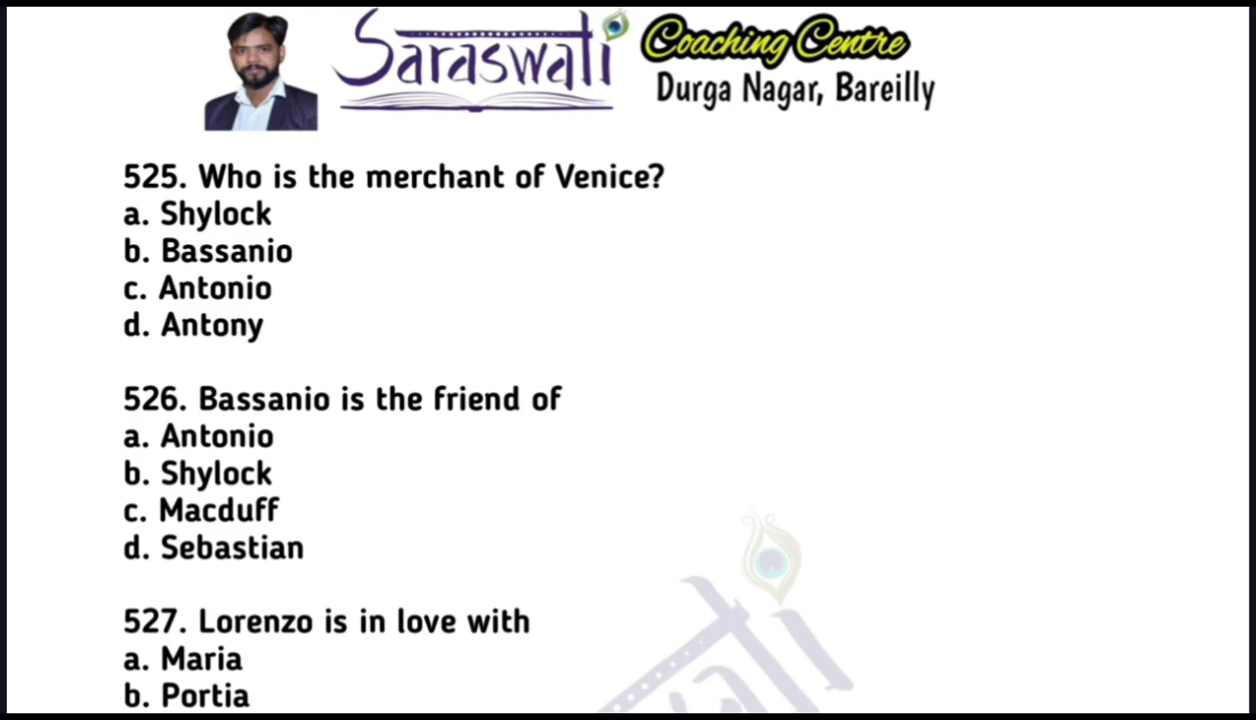 Saraswati Coaching Centre
Durga Nagar, Bareilly
525. Who is the merchant of Venice?
a. Shylock
b. Bassanio
c. Antonio
d. Antony
526. Bassanio is the friend of
a. Antonio
b. Shylock
c. Macduff
d. Sebastian
527. Lorenzo is in love with
a. Maria
b. Portia